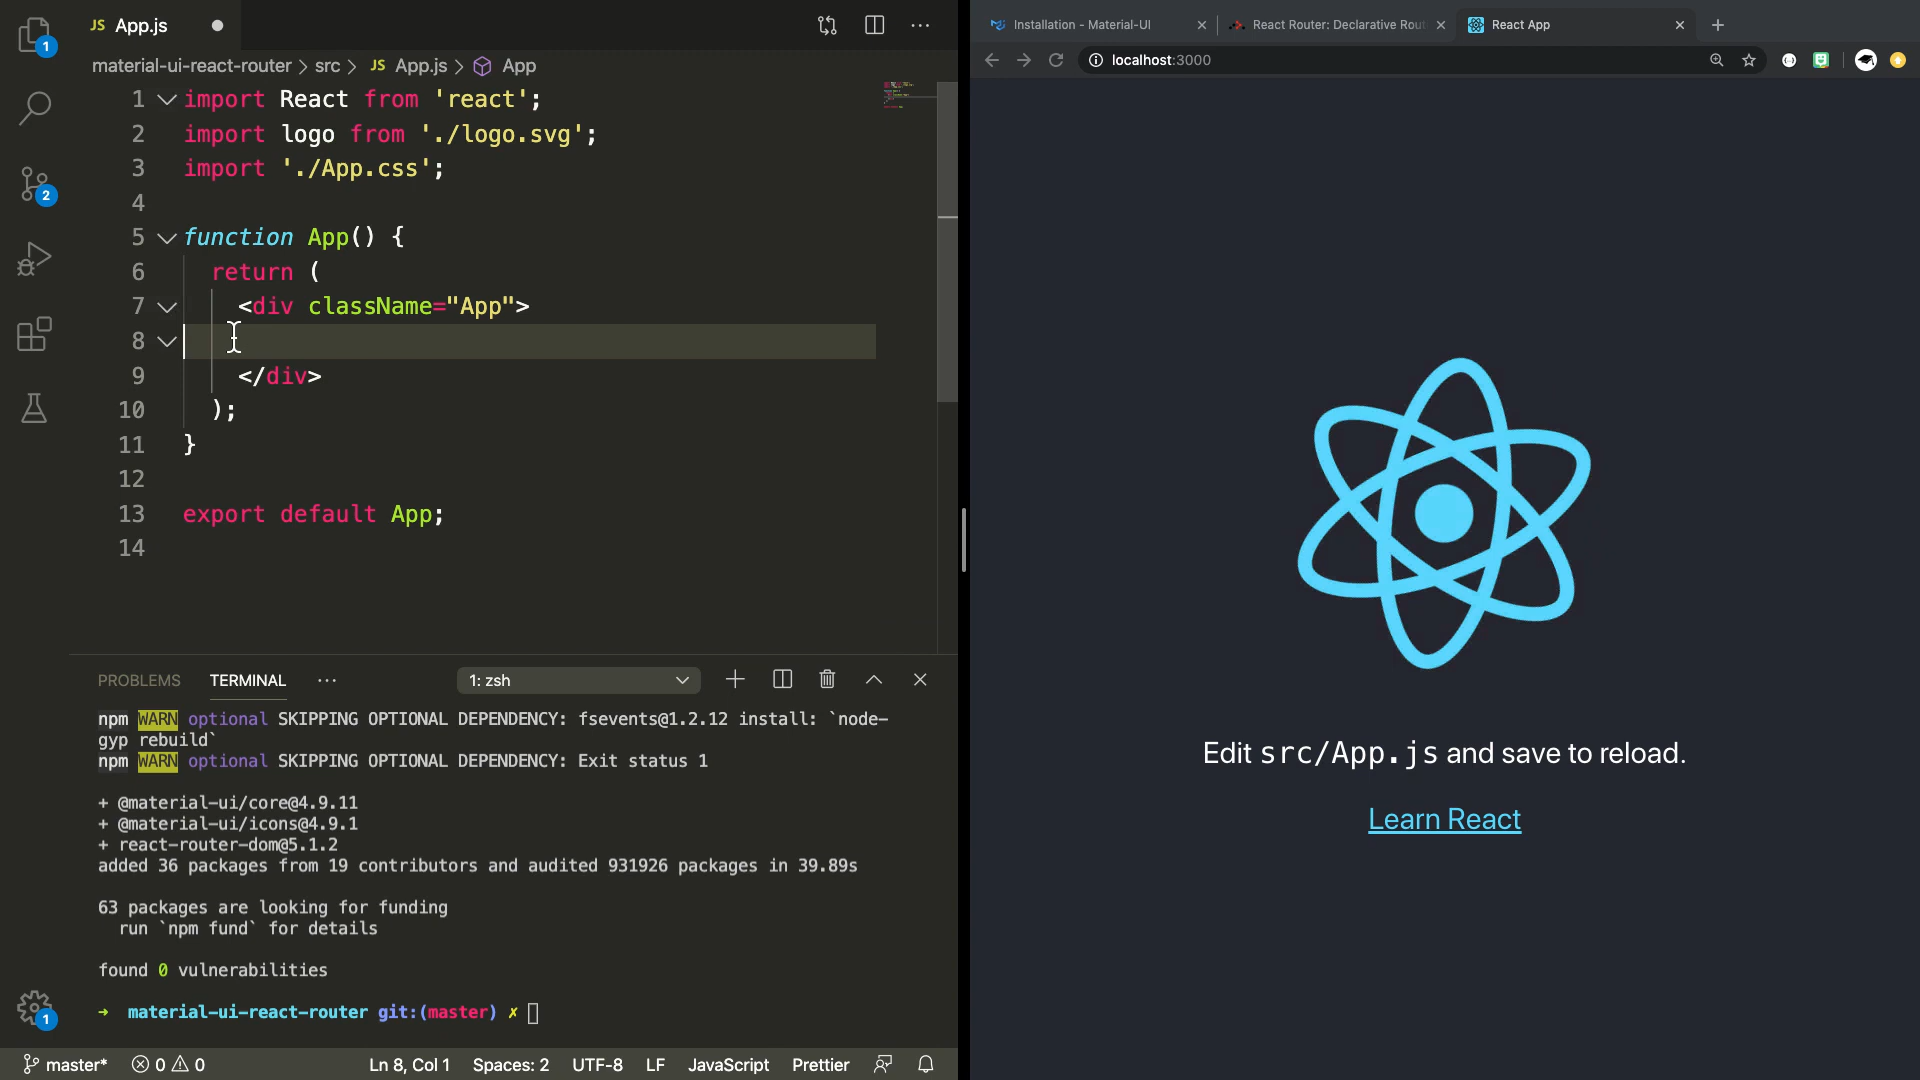 JS App.js
material-ui-react-router > src > JS App.js > App
1 import React from 'react';
2 import logo from './logo.svg';
3 import './App.css';
4
5 function App() {
6 return (
7 <div className="App">
8
9 </div>
10 );
11 }
12
13 export default App;
14
1
2
1
PROBLEMS TERMINAL ··· 1: zsh
npm WARN optional SKIPPING OPTIONAL DEPENDENCY: fsevents@1.2.12 install: `node-
gyp rebuild`
npm WARN optional SKIPPING OPTIONAL DEPENDENCY: Exit status 1
+ @material-ui/core@4.9.11
+ @material-ui/icons@4.9.1
+ react-router-dom@5.1.2
added 36 packages from 19 contributors and audited 931926 packages in 39.89s
63 packages are looking for funding
run `npm fund` for details
found 0 vulnerabilities
➜ material-ui-react-router git:(master) ✗
master* 0 0 Ln 8, Col 1 Spaces: 2 UTF-8 LF JavaScript Prettier
Installation - Material-UI React Router: Declarative Rout React App
localhost:3000
Edit src/App.js and save to reload.
Learn React